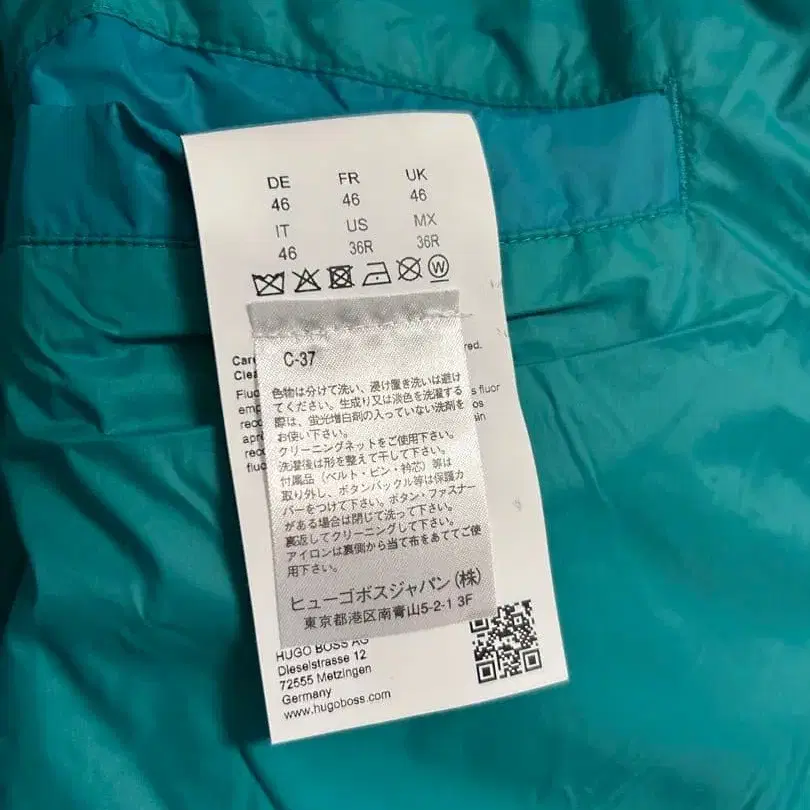 DE FR UK
46 46 46
IT US MX
46 36R 36R
W
C-37
色物は分けて洗い、浸け置き洗いは避け
てください。生成り又は淡色を洗濯する
際は、蛍光増白剤の入っていない洗剤を
お使い下さい。
クリーニングネットをご使用下さい。
洗濯後は形を整えて干して下さい。
付属品(ベルト・ピン・衿芯)等は
取り外し、ボタンバックル等は保護カ
バーをつけて下さい。ボタン・ファスナー
がある場合は閉じて洗って下さい。
裏返してクリーニングして下さい。
アイロンは裏側から当て布をあててご使
用下さい。
ヒューゴボスジャパン(株)
東京都港区南青山5-2-1 3F
HUGO BOSS AG
Dieselstrasse 12
72555 Metzingen
Germany
www.hugoboss.com